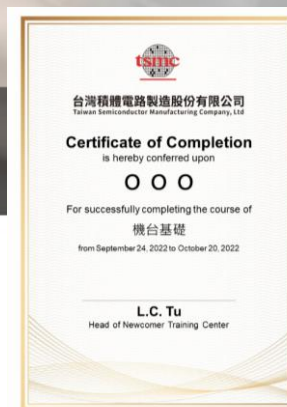 tsmc
台灣積體電路製造股份有限公司
Taiwan Semiconductor Manufacturing Company, Ltd
Certificate of Completion
is hereby conferred upon
O O O
For successfully completing the course of
機台基礎
from September 24, 2022 to October 20, 2022
L.C. Tu
Head of Newcomer Training Center